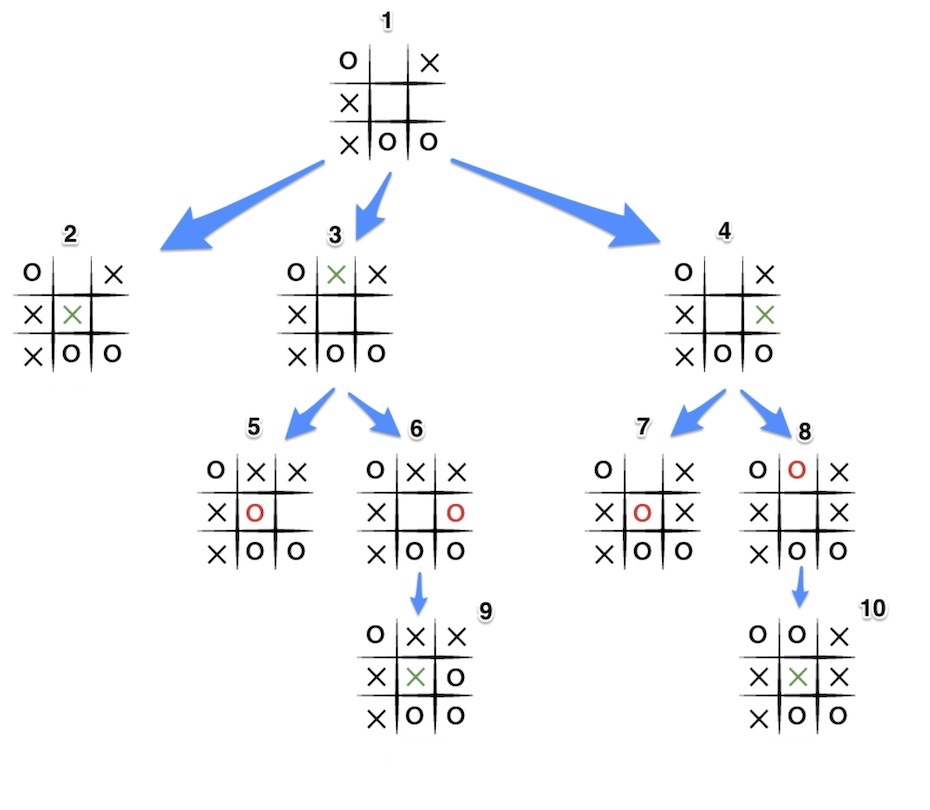 1
O X
X
X O O
2 3 4
O X O X X O X
X X X X X
X O O X O O X O O
5 6 7 8
O X X O X X O X O O X
X O X O X O X X X
X O O X O O X O O X O O
9 10
O X X O O X
X X O X X X
X O O X O O